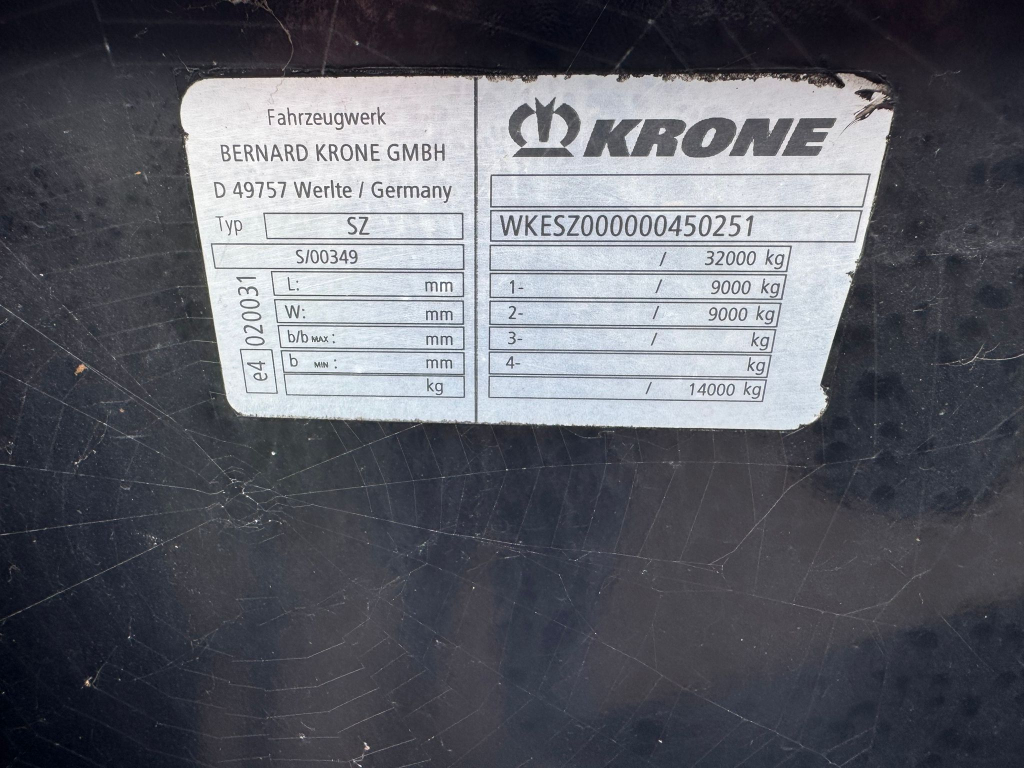 Fahrzeugwerk
BERNARD KRONE GMBH
D 49757 Werlte / Germany
Typ SZ
S/00349
e4 020031
L: mm
W: mm
b/b MAX : mm
b MIN : mm
kg
KRONE
WKESZ000000450251
/ 32000 kg
1- / 9000 kg
2- / 9000 kg
3- / kg
4- kg
/ 14000 kg